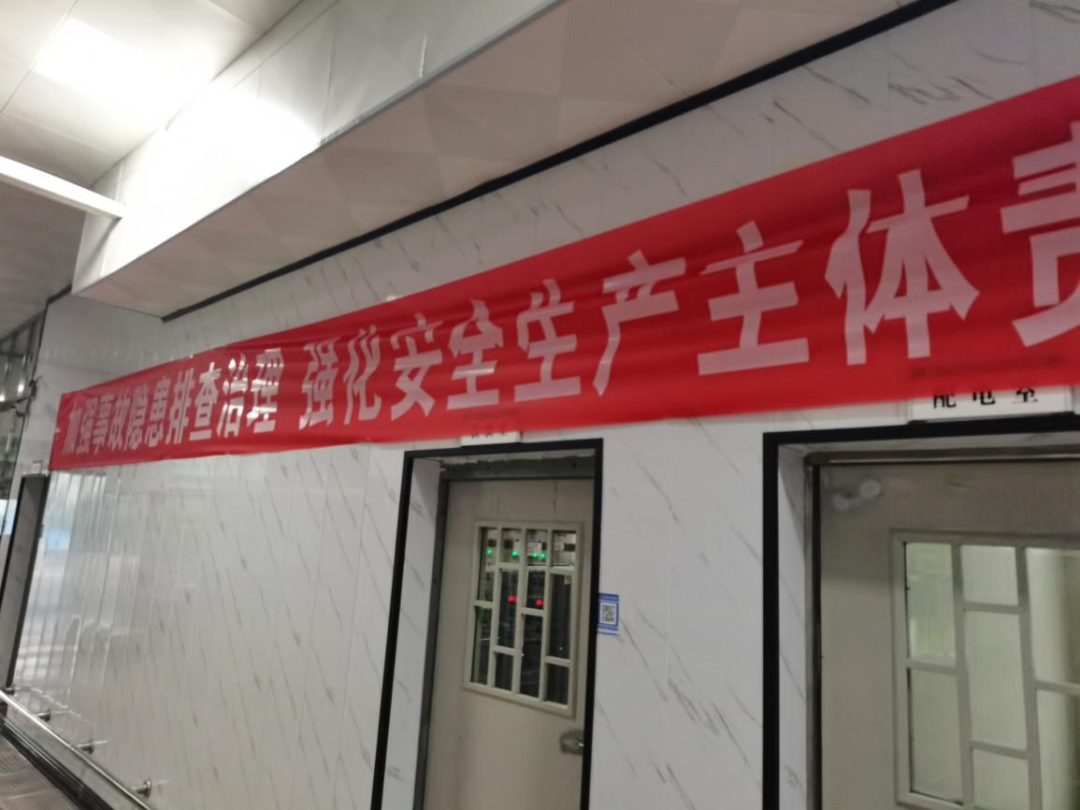 加强事故隐患排查治理 强化安全生产主体责
配电室